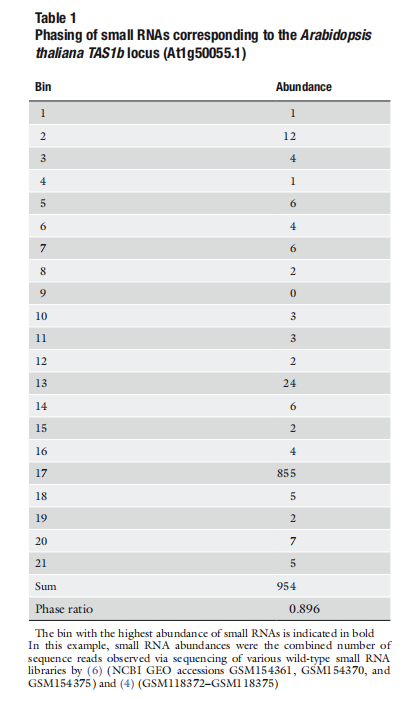 Table 1
Phasing of small RNAs corresponding to the Arabidopsis
thaliana TAS1b locus (At1g50055.1)
Bin Abundance
1 1
2 12
3 4
4 1
5 6
6 4
7 6
8 2
9 0
10 3
11 3
12 2
13 24
14 6
15 2
16 4
17 855
18 5
19 2
20 7
21 5
Sum 954
Phase ratio 0.896
The bin with the highest abundance of small RNAs is indicated in bold
In this example, small RNA abundances were the combined number of
sequence reads observed via sequencing of various wild-type small RNA
libraries by (6) (NCBI GEO accessions GSM154361, GSM154370, and
GSM154375) and (4) (GSM118372–GSM118375)